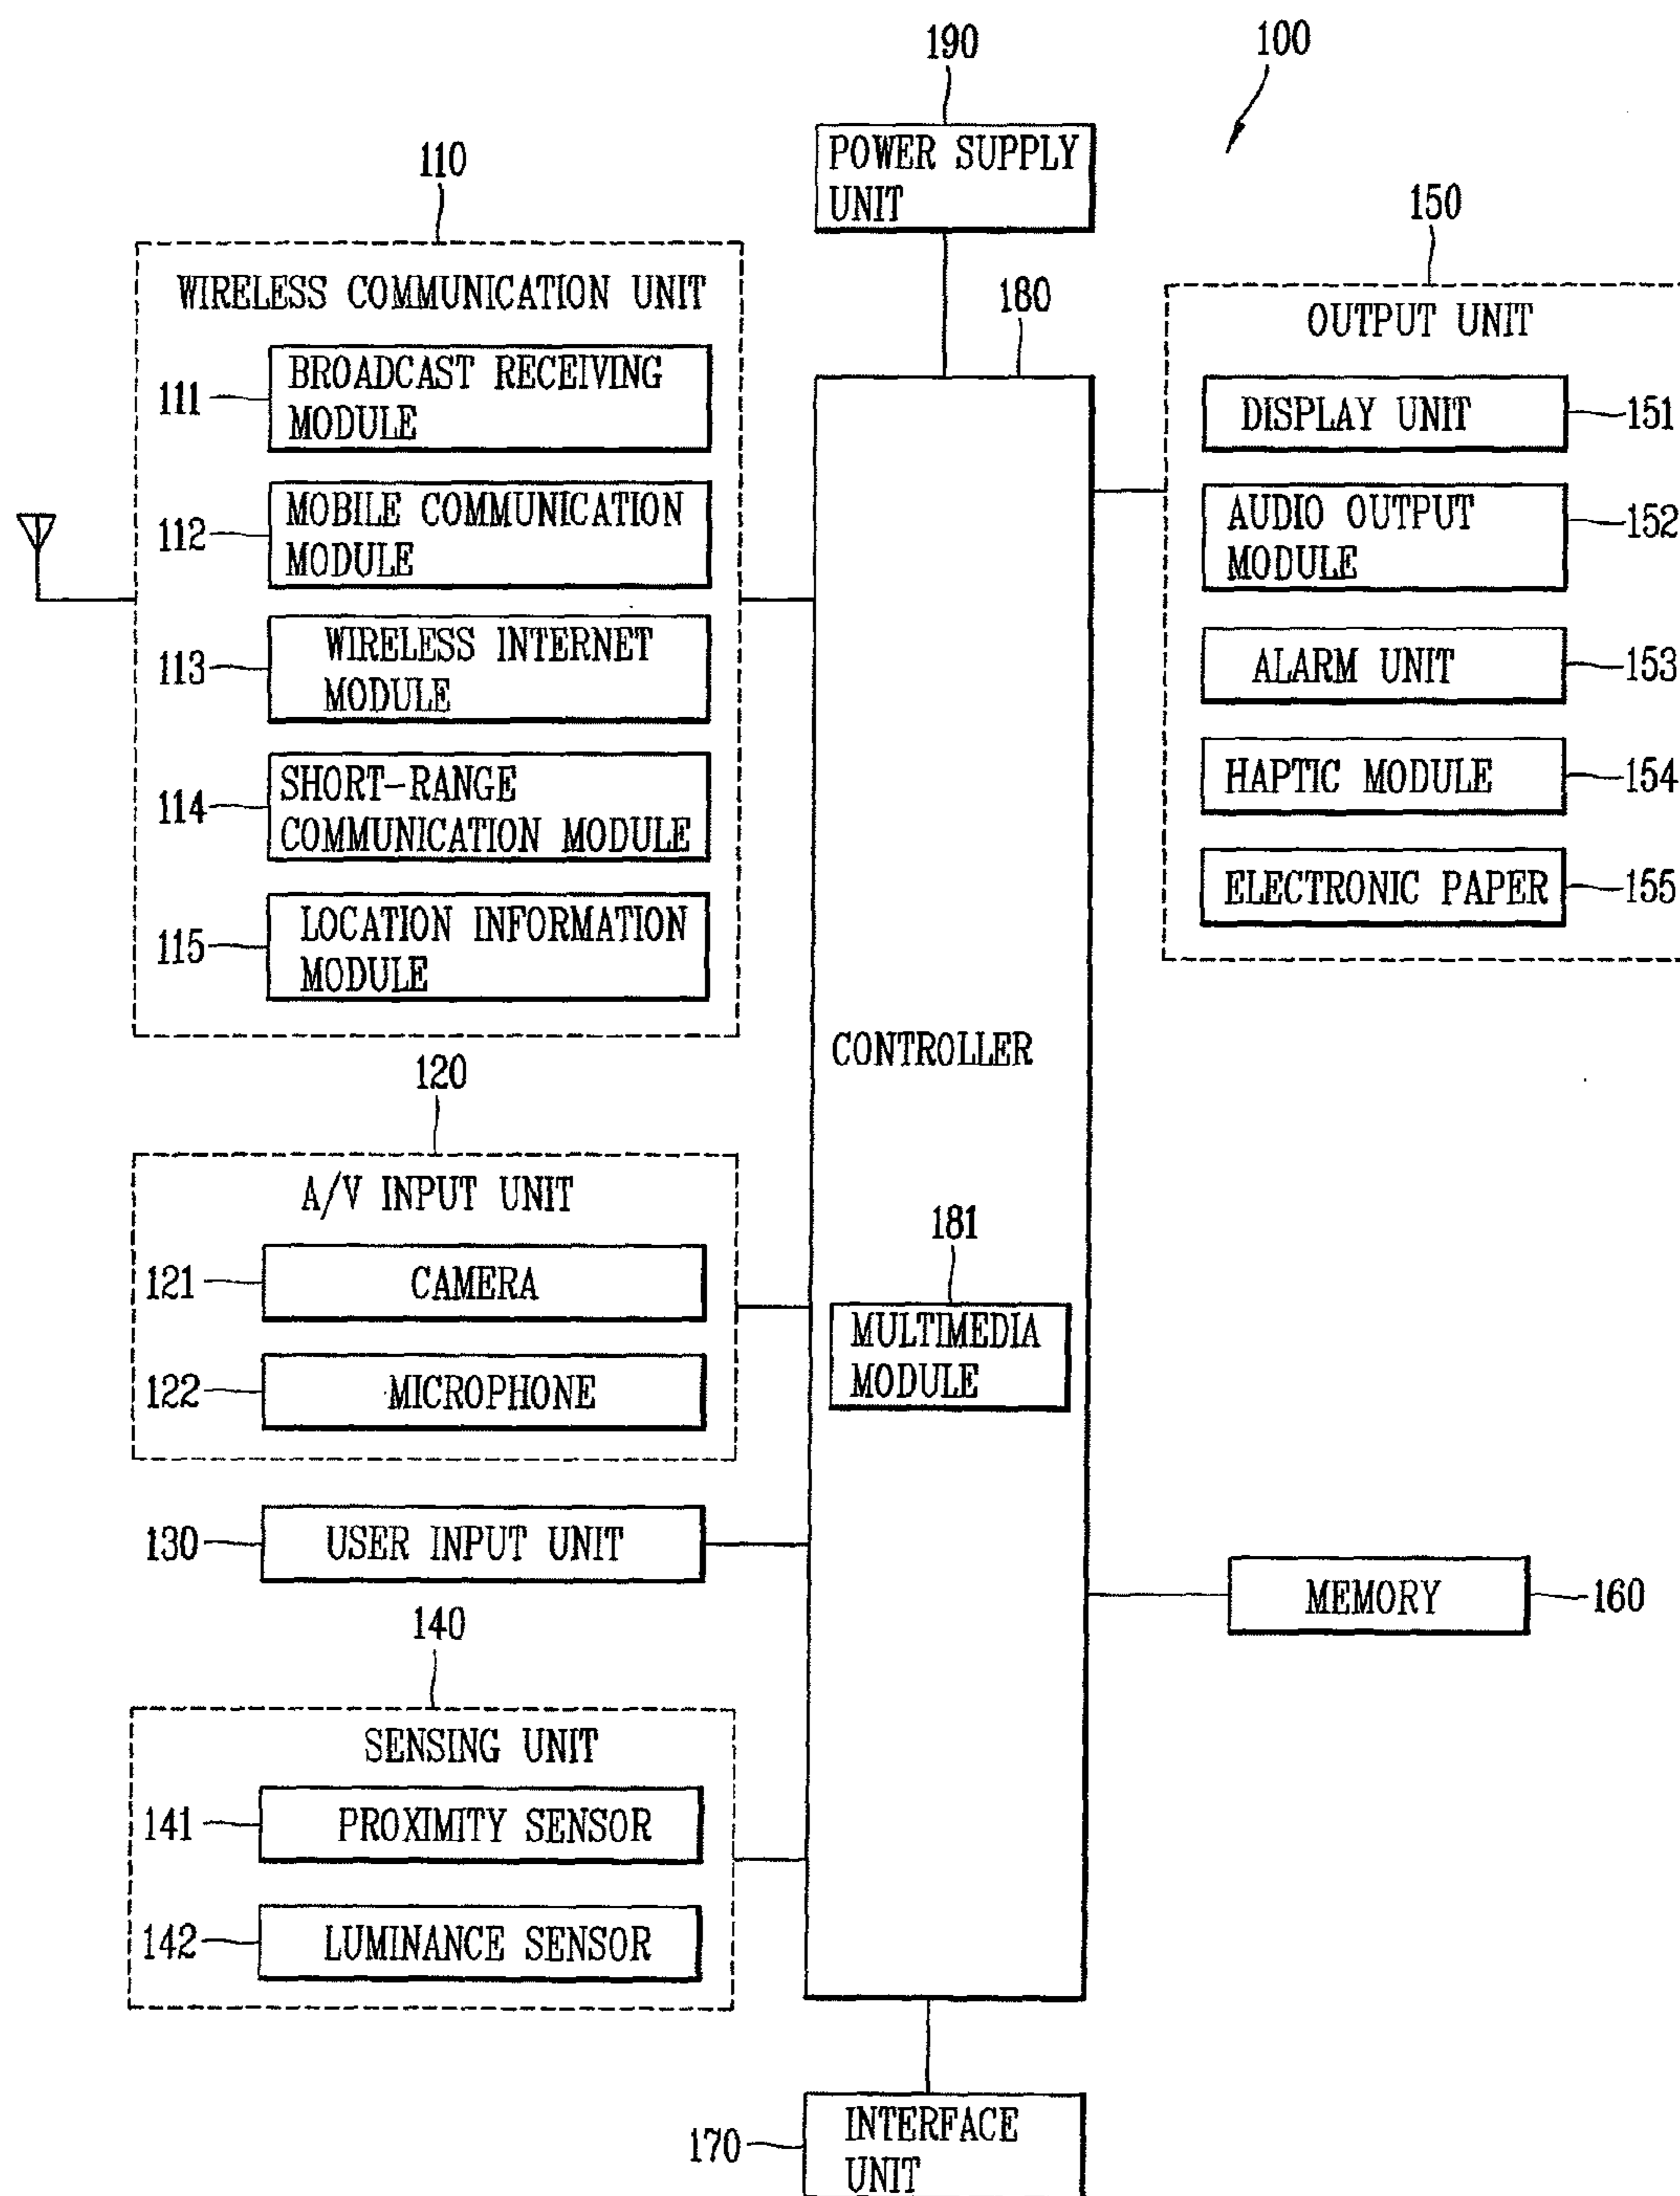 190
100
POWER SUPPLY
UNIT
110
WIRELESS COMMUNICATION UNIT
111
BROADCAST RECEIVING
MODULE
112
MOBILE COMMUNICATION
MODULE
113
WIRELESS INTERNET
MODULE
114
SHORT-RANGE
COMMUNICATION MODULE
115
LOCATION INFORMATION
MODULE
120
A/V INPUT UNIT
121
CAMERA
122
MICROPHONE
130
USER INPUT UNIT
140
SENSING UNIT
141
PROXIMITY SENSOR
142
LUMINANCE SENSOR
180
CONTROLLER
181
MULTIMEDIA
MODULE
150
OUTPUT UNIT
DISPLAY UNIT
151
AUDIO OUTPUT
MODULE
152
ALARM UNIT
153
HAPTIC MODULE
154
ELECTRONIC PAPER
155
MEMORY
160
170
INTERFACE
UNIT